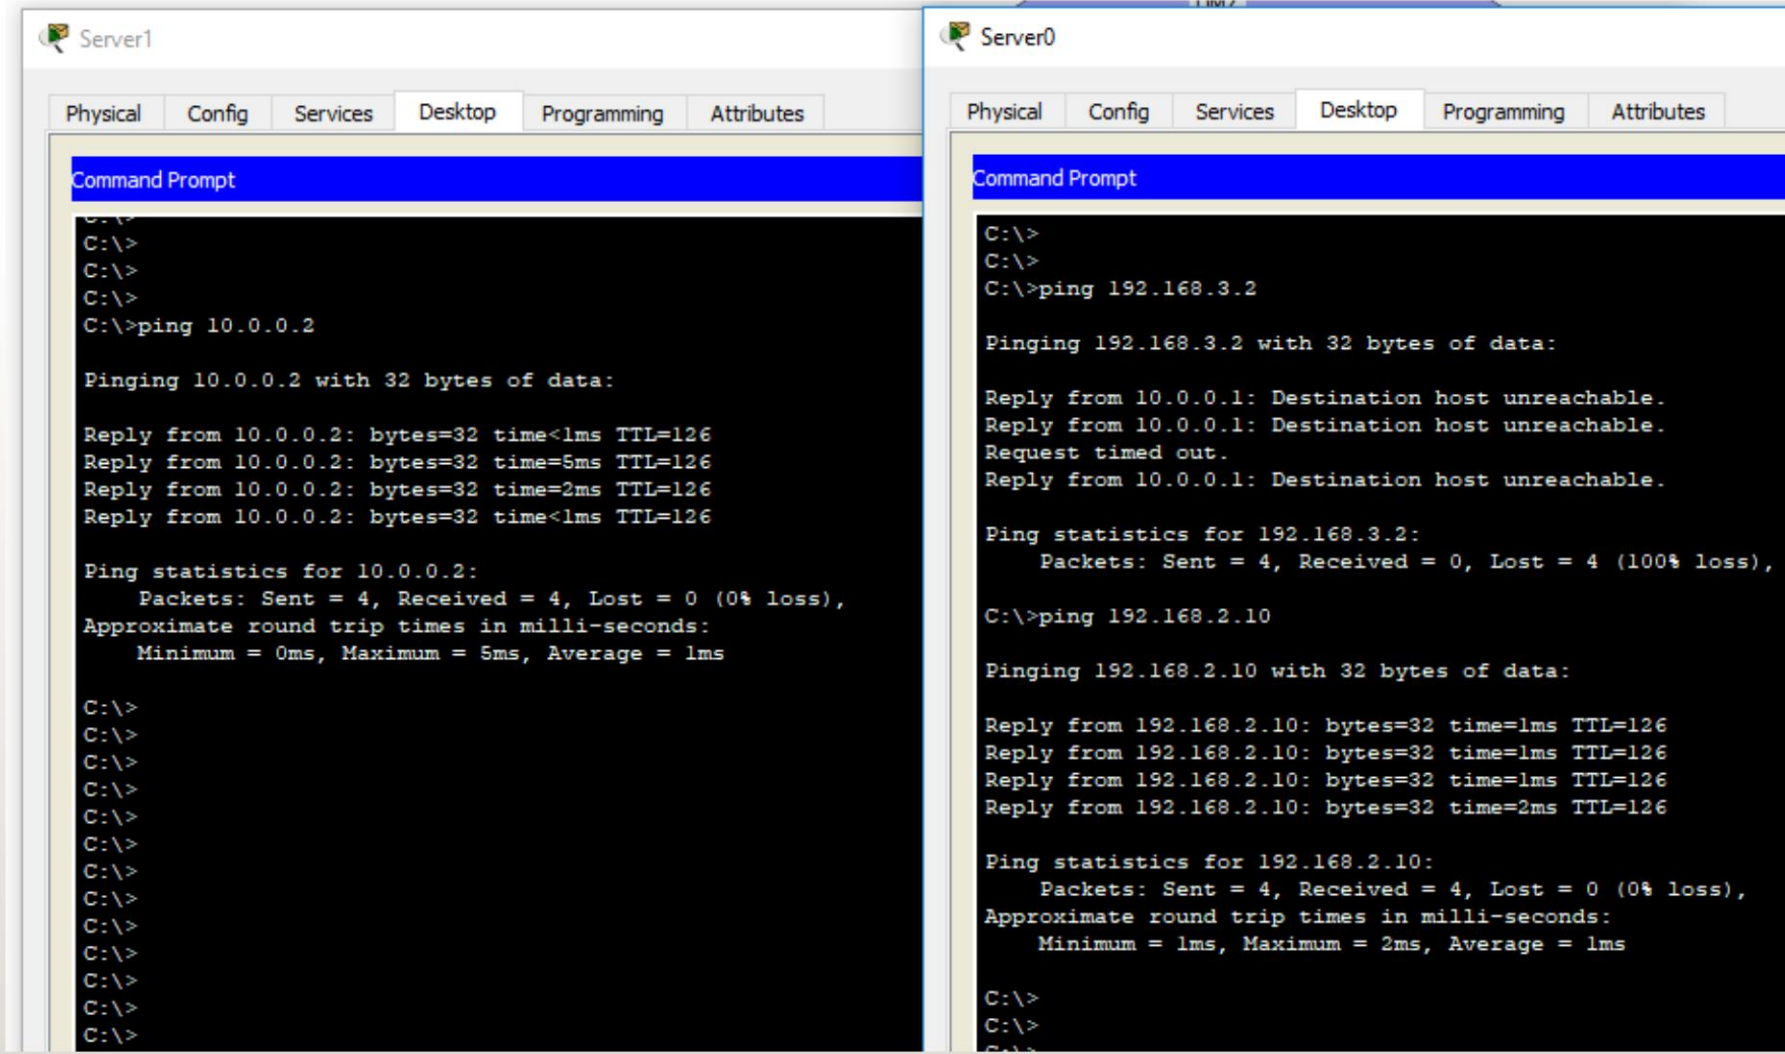 Server1
Physical Config Services Desktop Programming Attributes
Command Prompt
C:\>
C:\>
C:\>
C:\>ping 10.0.0.2
Pinging 10.0.0.2 with 32 bytes of data:
Reply from 10.0.0.2: bytes=32 time<1ms TTL=126
Reply from 10.0.0.2: bytes=32 time=5ms TTL=126
Reply from 10.0.0.2: bytes=32 time=2ms TTL=126
Reply from 10.0.0.2: bytes=32 time<1ms TTL=126
Ping statistics for 10.0.0.2:
Packets: Sent = 4, Received = 4, Lost = 0 (0% loss),
Approximate round trip times in milli-seconds:
Minimum = 0ms, Maximum = 5ms, Average = 1ms
C:\>
C:\>
C:\>
C:\>
C:\>
C:\>
C:\>
C:\>
C:\>
C:\>
C:\>
C:\>
C:\>
Server0
Physical Config Services Desktop Programming Attributes
Command Prompt
C:\>
C:\>
C:\>ping 192.168.3.2
Pinging 192.168.3.2 with 32 bytes of data:
Reply from 10.0.0.1: Destination host unreachable.
Reply from 10.0.0.1: Destination host unreachable.
Request timed out.
Reply from 10.0.0.1: Destination host unreachable.
Ping statistics for 192.168.3.2:
Packets: Sent = 4, Received = 0, Lost = 4 (100% loss),
C:\>ping 192.168.2.10
Pinging 192.168.2.10 with 32 bytes of data:
Reply from 192.168.2.10: bytes=32 time=1ms TTL=126
Reply from 192.168.2.10: bytes=32 time=1ms TTL=126
Reply from 192.168.2.10: bytes=32 time=1ms TTL=126
Reply from 192.168.2.10: bytes=32 time=2ms TTL=126
Ping statistics for 192.168.2.10:
Packets: Sent = 4, Received = 4, Lost = 0 (0% loss),
Approximate round trip times in milli-seconds:
Minimum = 1ms, Maximum = 2ms, Average = 1ms
C:\>
C:\>